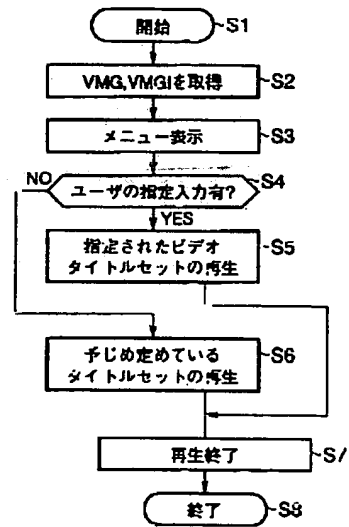 開始 S1
VMG,VMGIを取得 S2
メニュー表示 S3
NO ユーザの指定入力有? S4
YES
指定されたビデオ S5
タイトルセットの再生
予じめ定めている S6
タイトルセットの再生
再生終了 S7
終了 S8